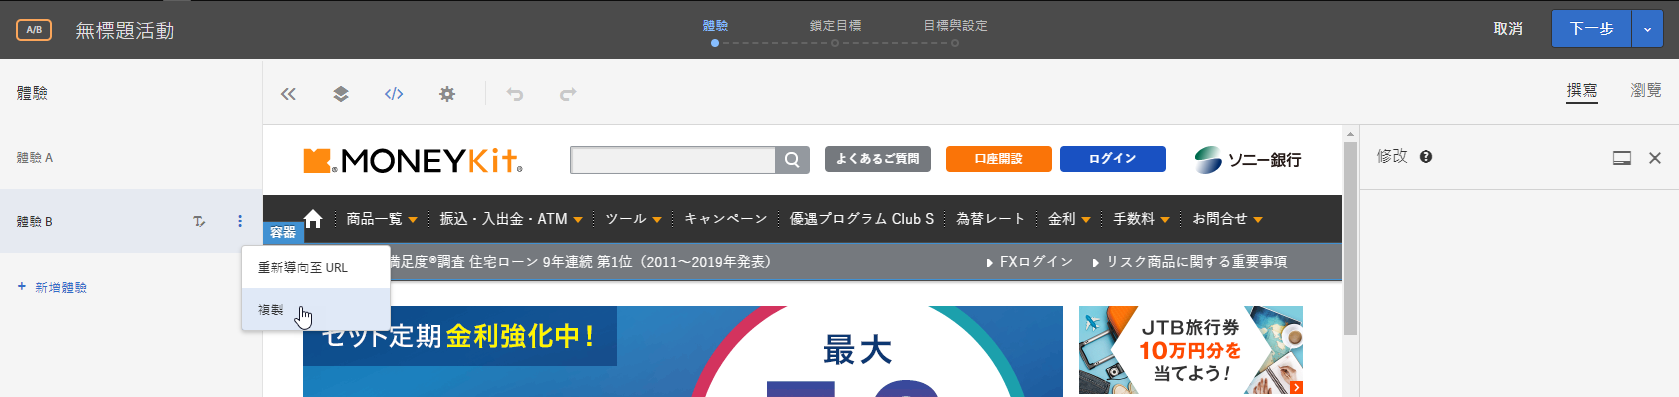 A/B 無標題活動 體驗 鎖定目標 目標與設定 取消 下一步
體驗 撰寫 瀏覽
體驗 A MONEYKit よくあるご質問 口座開設 ログイン ソニー銀行 修改
體驗 B 商品一覧 振込・入出金・ATM ツール キャンペーン 優遇プログラム Club S 為替レート 金利 手数料 お問合せ
容器
重新導向至 URL 満足度®調査 住宅ローン 9年連続 第1位（2011～2019年発表） FXログイン リスク商品に関する重要事項
+ 新增體驗
複製
セット定期 金利強化中！ 最大 JTB旅行券
10万円分を
当てよう！